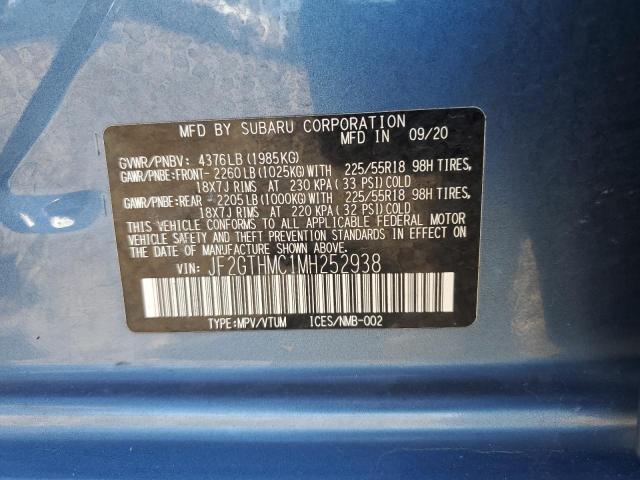 MFD BY SUBARU CORPORATION
MFD IN 09/20
GVWR/PNBV: 4376LB(1985KG)
GAWR/PNBE:FRONT- 2260LB(1025KG)WITH 225/55R18 98H TIRES,
18X7J RIMS AT 230 KPA(33 PSI)COLD
GAWR/PNBE:REAR - 2205LB(1000KG)WITH 225/55R18 98H TIRES,
18X7J RIMS AT 220 KPA(32 PSI)COLD
THIS VEHICLE CONFORMS TO ALL APPLICABLE FEDERAL MOTOR
VEHICLE SAFETY AND THEFT PREVENTION STANDARDS IN
EFFECT ON THE DATE OF MANUFACTURE SHOWN ABOVE.
VIN: JF2GTHMC1MH252938
TYPE:MPV/VTUM ICES/NMB-002